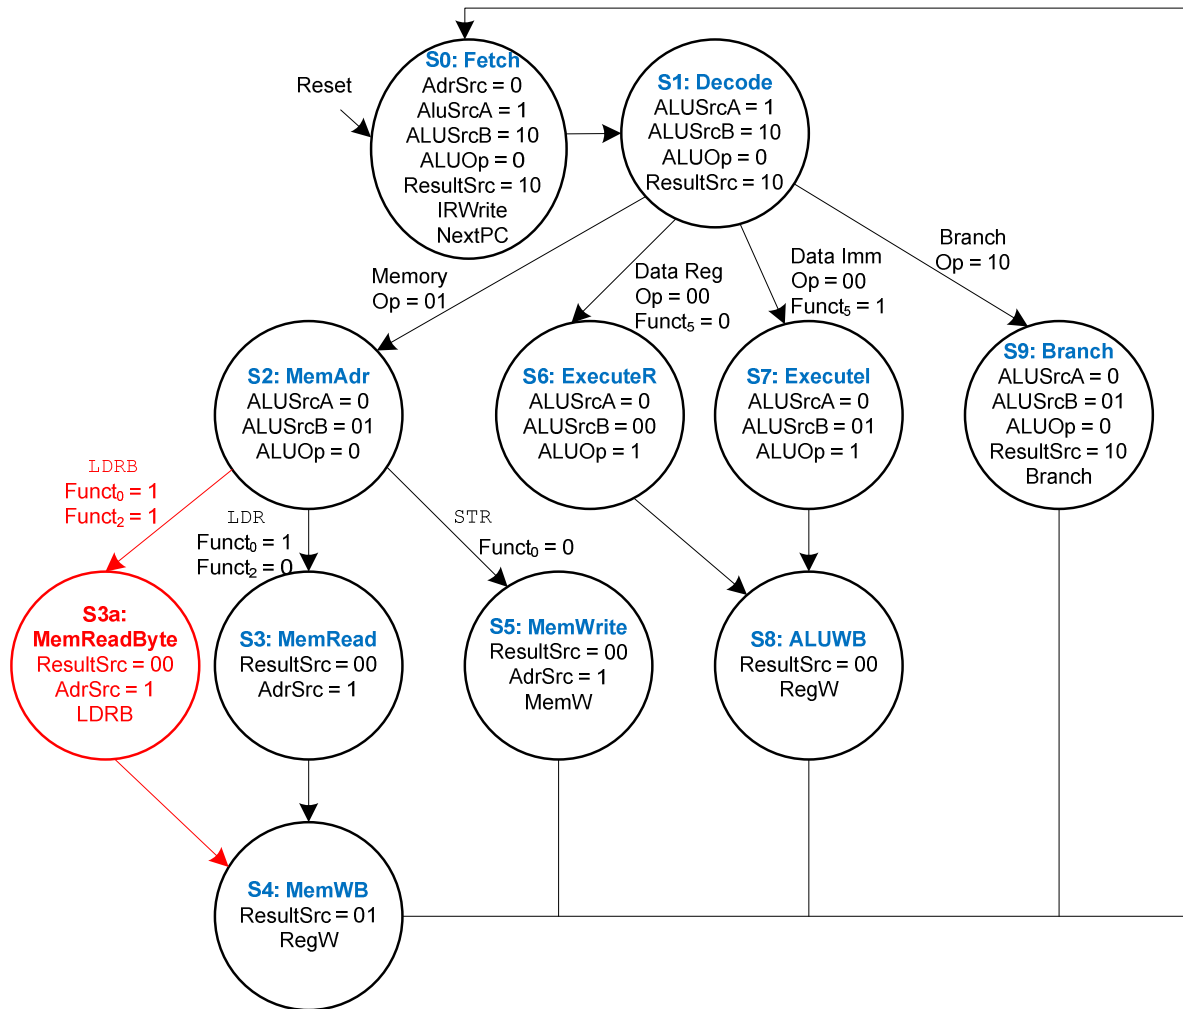 Reset
S0: Fetch
AdrSrc = 0
AluSrcA = 1
ALUSrcB = 10
ALUOp = 0
ResultSrc = 10
IRWrite
NextPC
S1: Decode
ALUSrcA = 1
ALUSrcB = 10
ALUOp = 0
ResultSrc = 10
Memory
Op = 01
Data Reg
Op = 00
Funct₅ = 0
Data Imm
Op = 00
Funct₅ = 1
Branch
Op = 10
S2: MemAdr
ALUSrcA = 0
ALUSrcB = 01
ALUOp = 0
S6: ExecuteR
ALUSrcA = 0
ALUSrcB = 00
ALUOp = 1
S7: ExecuteI
ALUSrcA = 0
ALUSrcB = 01
ALUOp = 1
S9: Branch
ALUSrcA = 0
ALUSrcB = 01
ALUOp = 0
ResultSrc = 10
Branch
LDRB
Funct₀ = 1
Funct₂ = 1
LDR
Funct₀ = 1
Funct₂ = 0
STR
Funct₀ = 0
S3a:
MemReadByte
ResultSrc = 00
AdrSrc = 1
LDRB
S3: MemRead
ResultSrc = 00
AdrSrc = 1
S5: MemWrite
ResultSrc = 00
AdrSrc = 1
MemW
S8: ALUWB
ResultSrc = 00
RegW
S4: MemWB
ResultSrc = 01
RegW